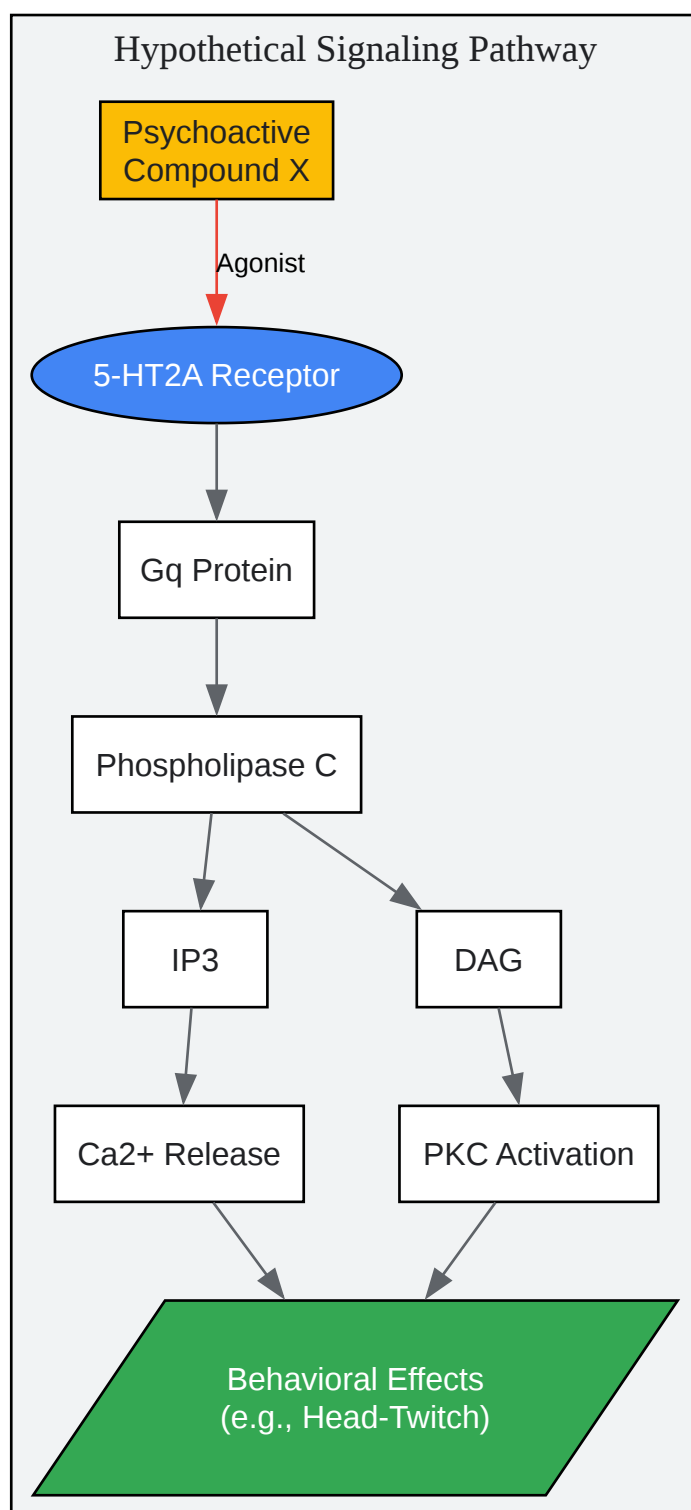 Hypothetical Signaling Pathway
Psychoactive
Compound X
Agonist
5-HT2A Receptor
Gq Protein
Phospholipase C
IP3
DAG
Ca2+ Release
PKC Activation
Behavioral Effects
(e.g., Head-Twitch)